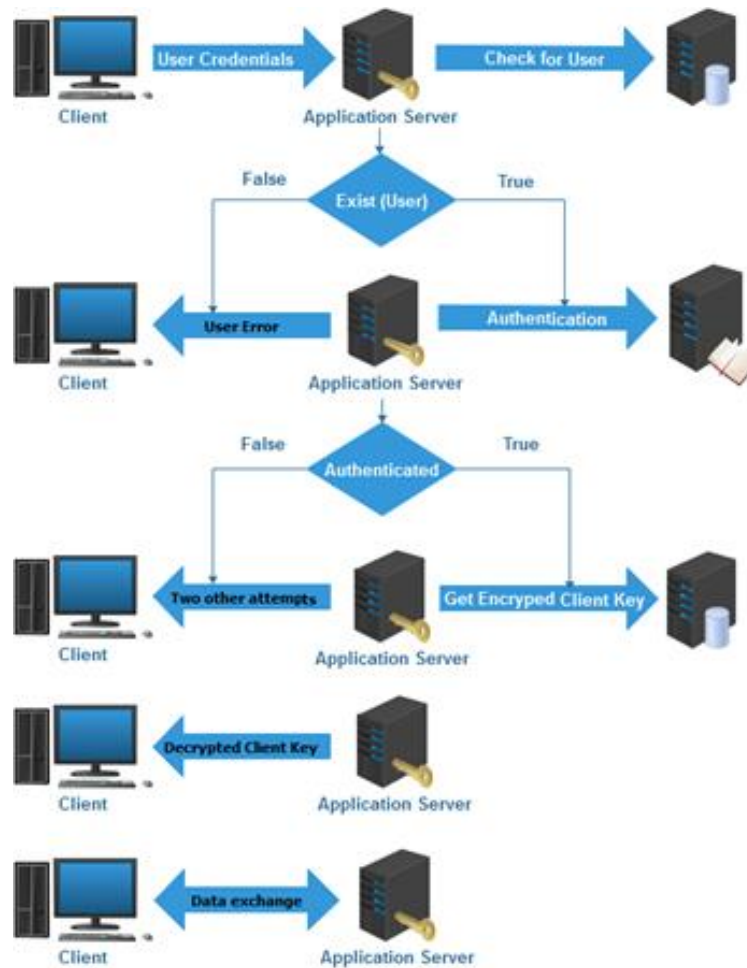 User Credentials
Check for User
Client
Application Server
False
True
Exist (User)
User Error
Authentication
Client
Application Server
False
True
Authenticated
Two other attempts
Get Encryped Client Key
Client
Application Server
Decrypted Client Key
Client
Application Server
Data exchange
Client
Application Server